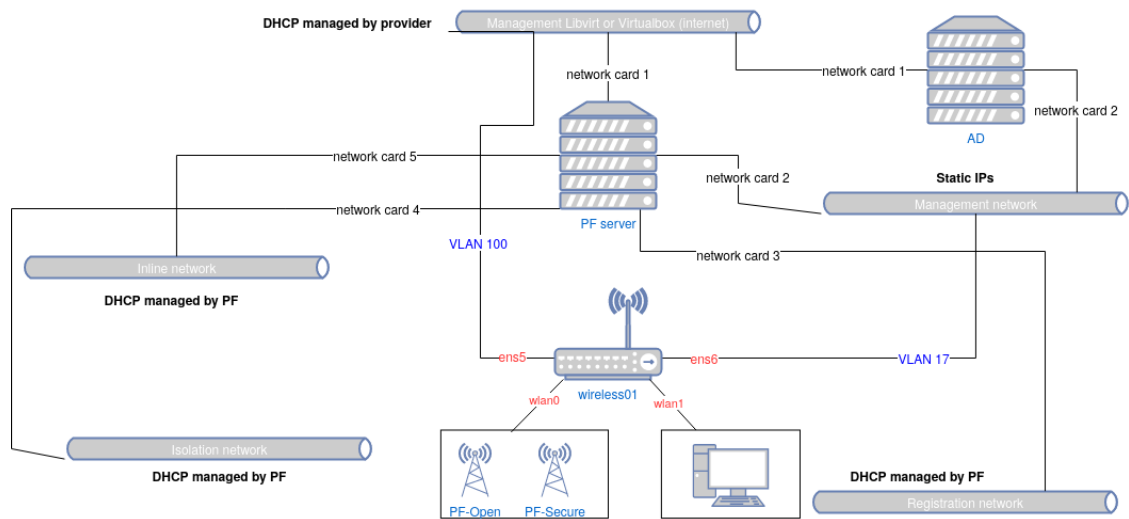 DHCP managed by provider
Management Libvirt or Virtualbox (internet)
network card 1
network card 1
network card 2
AD
network card 5
network card 2
Static IPs
Management network
network card 4
PF server
VLAN 100
network card 3
Inline network
DHCP managed by PF
ens5
ens6
VLAN 17
wireless01
wlan0
wlan1
Isolation network
DHCP managed by PF
DHCP managed by PF
Registration network
PF-Open
PF-Secure